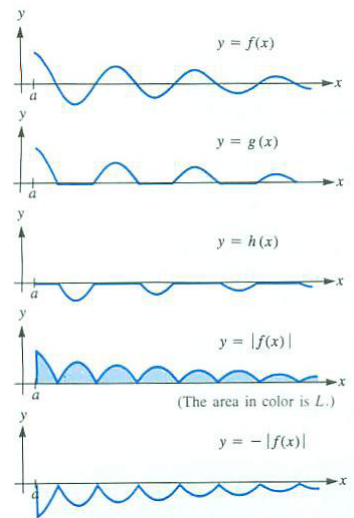 y
y = f(x)
x
a
y
y = g(x)
x
a
y
y = h(x)
x
a
y
y = |f(x)|
x
a
(The area in color is L.)
y
y = - |f(x)|
x
a